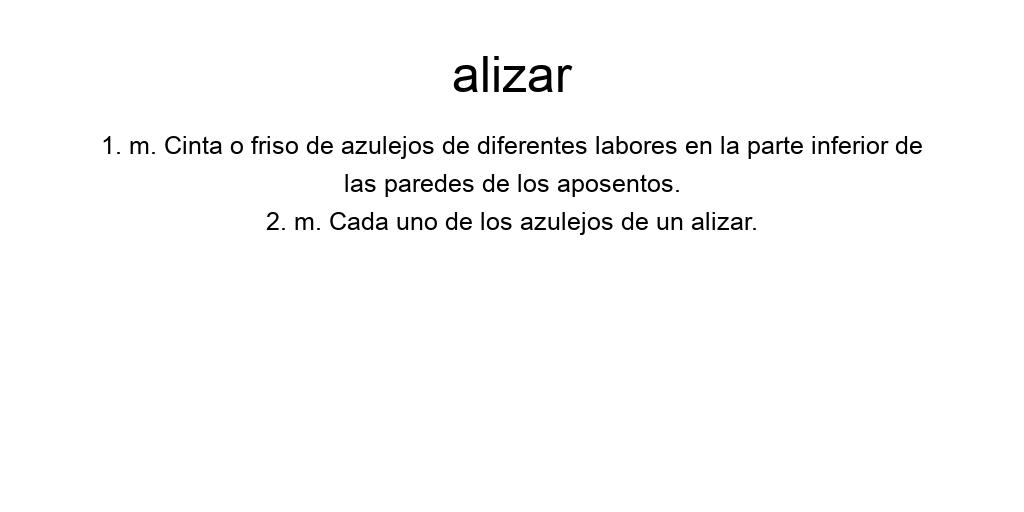 alizar
1. m. Cinta o friso de azulejos de diferentes labores en la parte inferior de
las paredes de los aposentos.
2. m. Cada uno de los azulejos de un alizar.